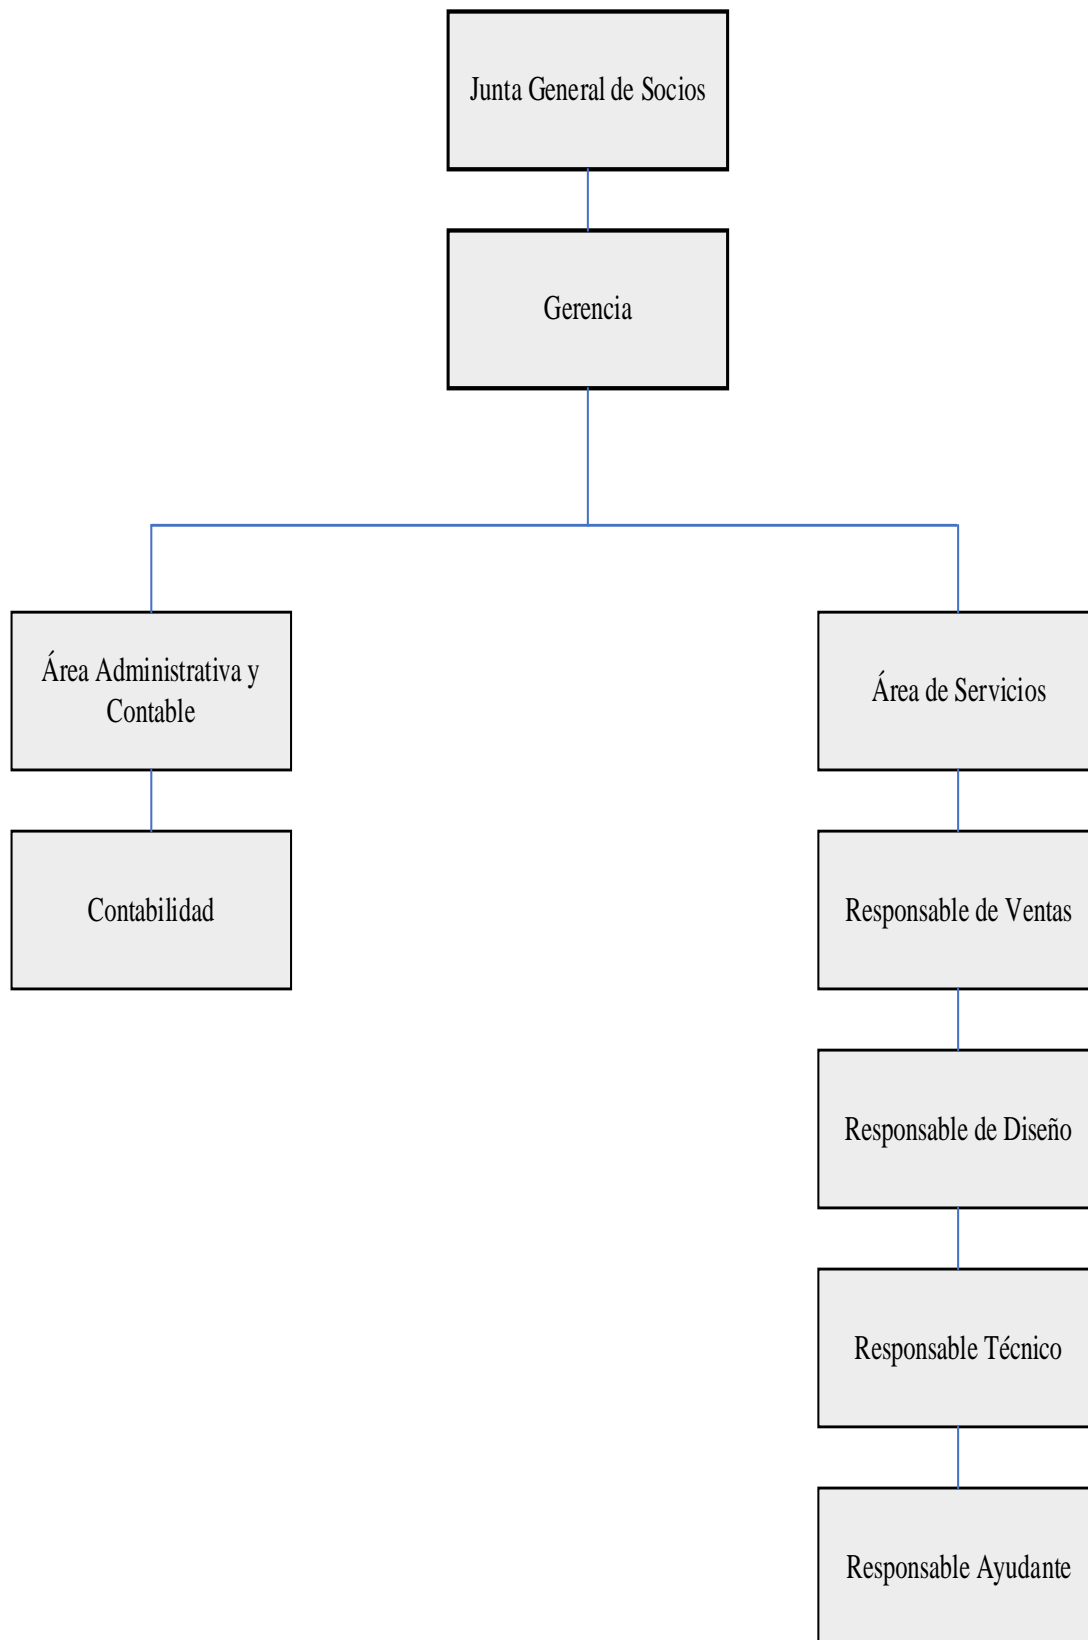 Junta General de Socios
Gerencia
Área Administrativa y
Contable
Área de Servicios
Contabilidad
Responsable de Ventas
Responsable de Diseño
Responsable Técnico
Responsable Ayudante